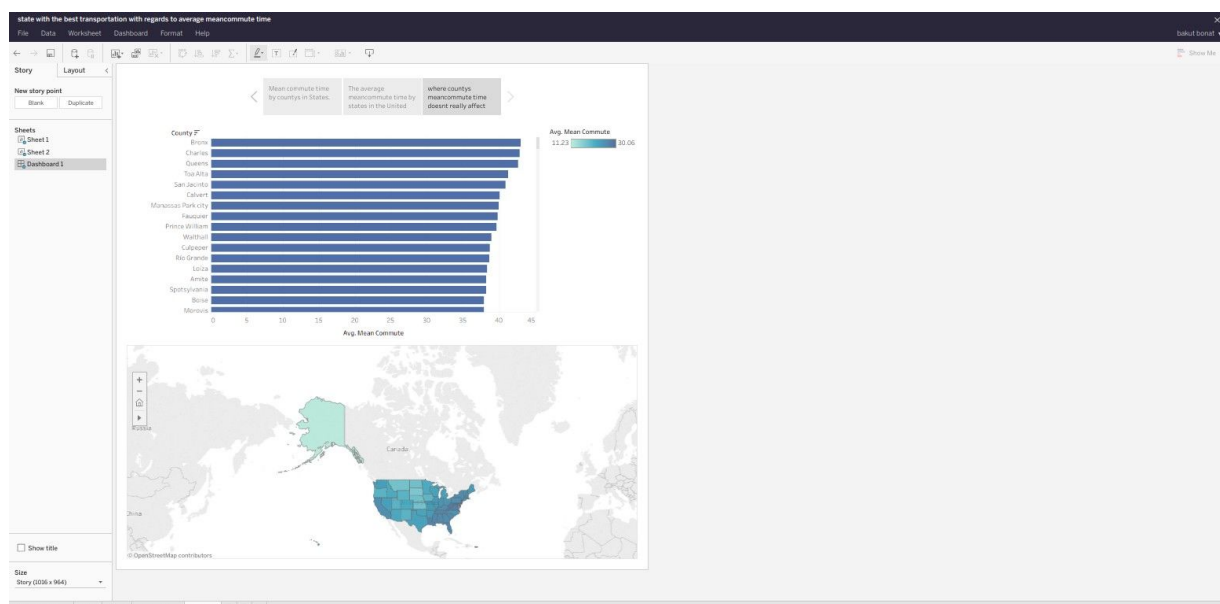 state with the best transportation with regards to average meancommute time
File Data Worksheet Dashboard Format Help
bakut bonat
Show Me
Story Layout
New story point
Blank Duplicate
Sheets
Sheet 1
Sheet 2
Dashboard 1
Mean commute time
by countys in States.
The average
meancommute time by
states in the United
where countys
meancommute time
doesnt really affect
County
Bronx
Charles
Queens
Toa Alta
San Jacinto
Calvert
Manassas Park city
Fauquier
Prince William
Walthall
Culpeper
Rio Grande
Loiza
Amite
Spotsylvania
Boise
Morovis
0 5 10 15 20 25 30 35 40 45
Avg. Mean Commute
Avg. Mean Commute
11.23 30.06
Russia
Canada
China
© OpenStreetMap contributors
Show title
Size
Story (1016 x 964)